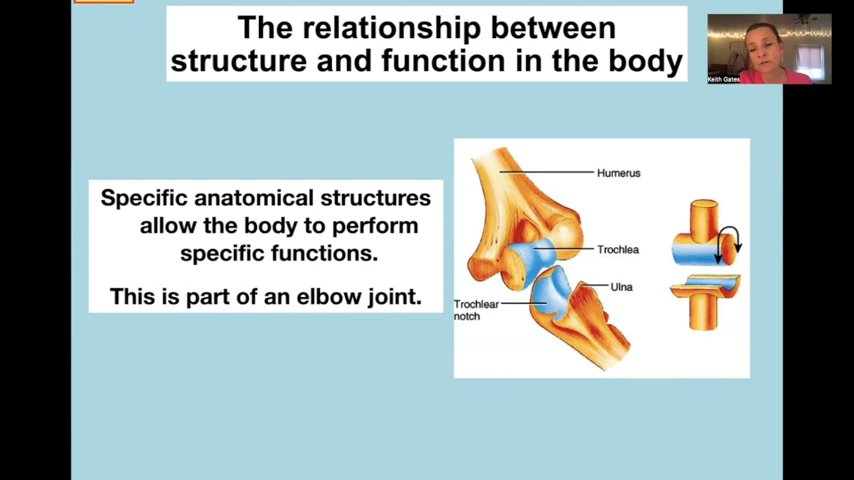 The relationship between
structure and function in the body
Keith Gates
Specific anatomical structures
allow the body to perform
specific functions.
This is part of an elbow joint.
Humerus
Trochlea
Ulna
Trochlear
notch